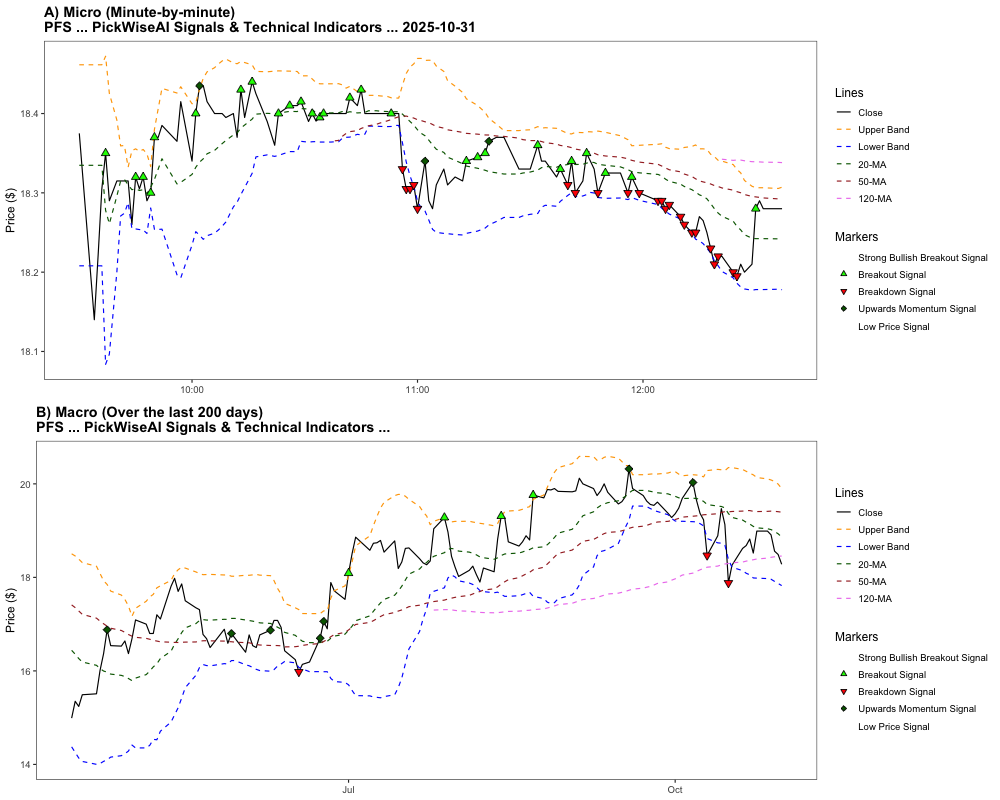 A) Micro (Minute-by-minute)
PFS ... PickWiseAI Signals & Technical Indicators ... 2025-10-31
Price ($)
18.4
18.3
18.2
18.1
10:00
11:00
12:00
Lines
Close
Upper Band
Lower Band
20-MA
50-MA
120-MA
Markers
Strong Bullish Breakout Signal
Breakout Signal
Breakdown Signal
Upwards Momentum Signal
Low Price Signal
B) Macro (Over the last 200 days)
PFS ... PickWiseAI Signals & Technical Indicators ...
Price ($)
20
18
16
14
Jul
Oct
Lines
Close
Upper Band
Lower Band
20-MA
50-MA
120-MA
Markers
Strong Bullish Breakout Signal
Breakout Signal
Breakdown Signal
Upwards Momentum Signal
Low Price Signal